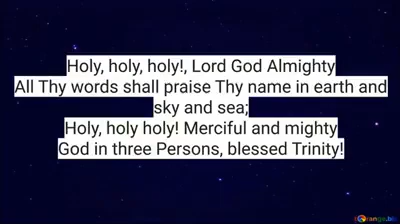 Holy, holy, holy!, Lord God Almighty
All Thy words shall praise Thy name in earth and
sky and sea;
Holy, holy holy! Merciful and mighty
God in three Persons, blessed Trinity!